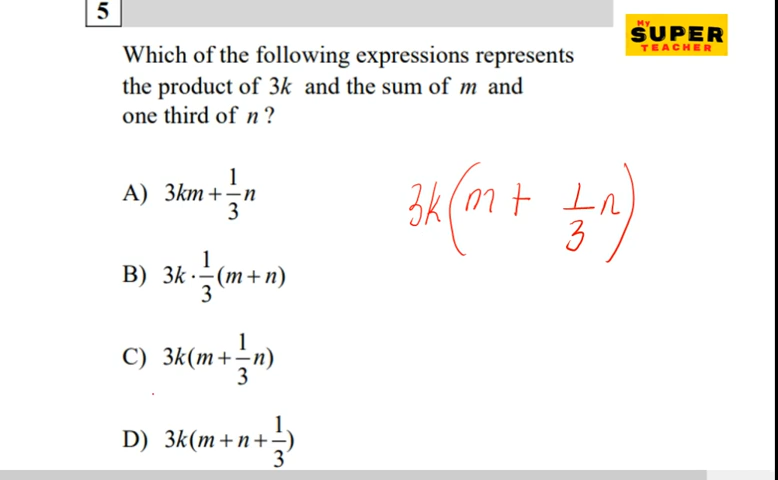 5
My
SUPER
TEACHER
Which of the following expressions represents
the product of 3k and the sum of m and
one third of n ?
A) 3km + 1/3 n
3k(m + 1/3 n)
B) 3k · 1/3 (m + n)
C) 3k(m + 1/3 n)
D) 3k(m + n + 1/3)